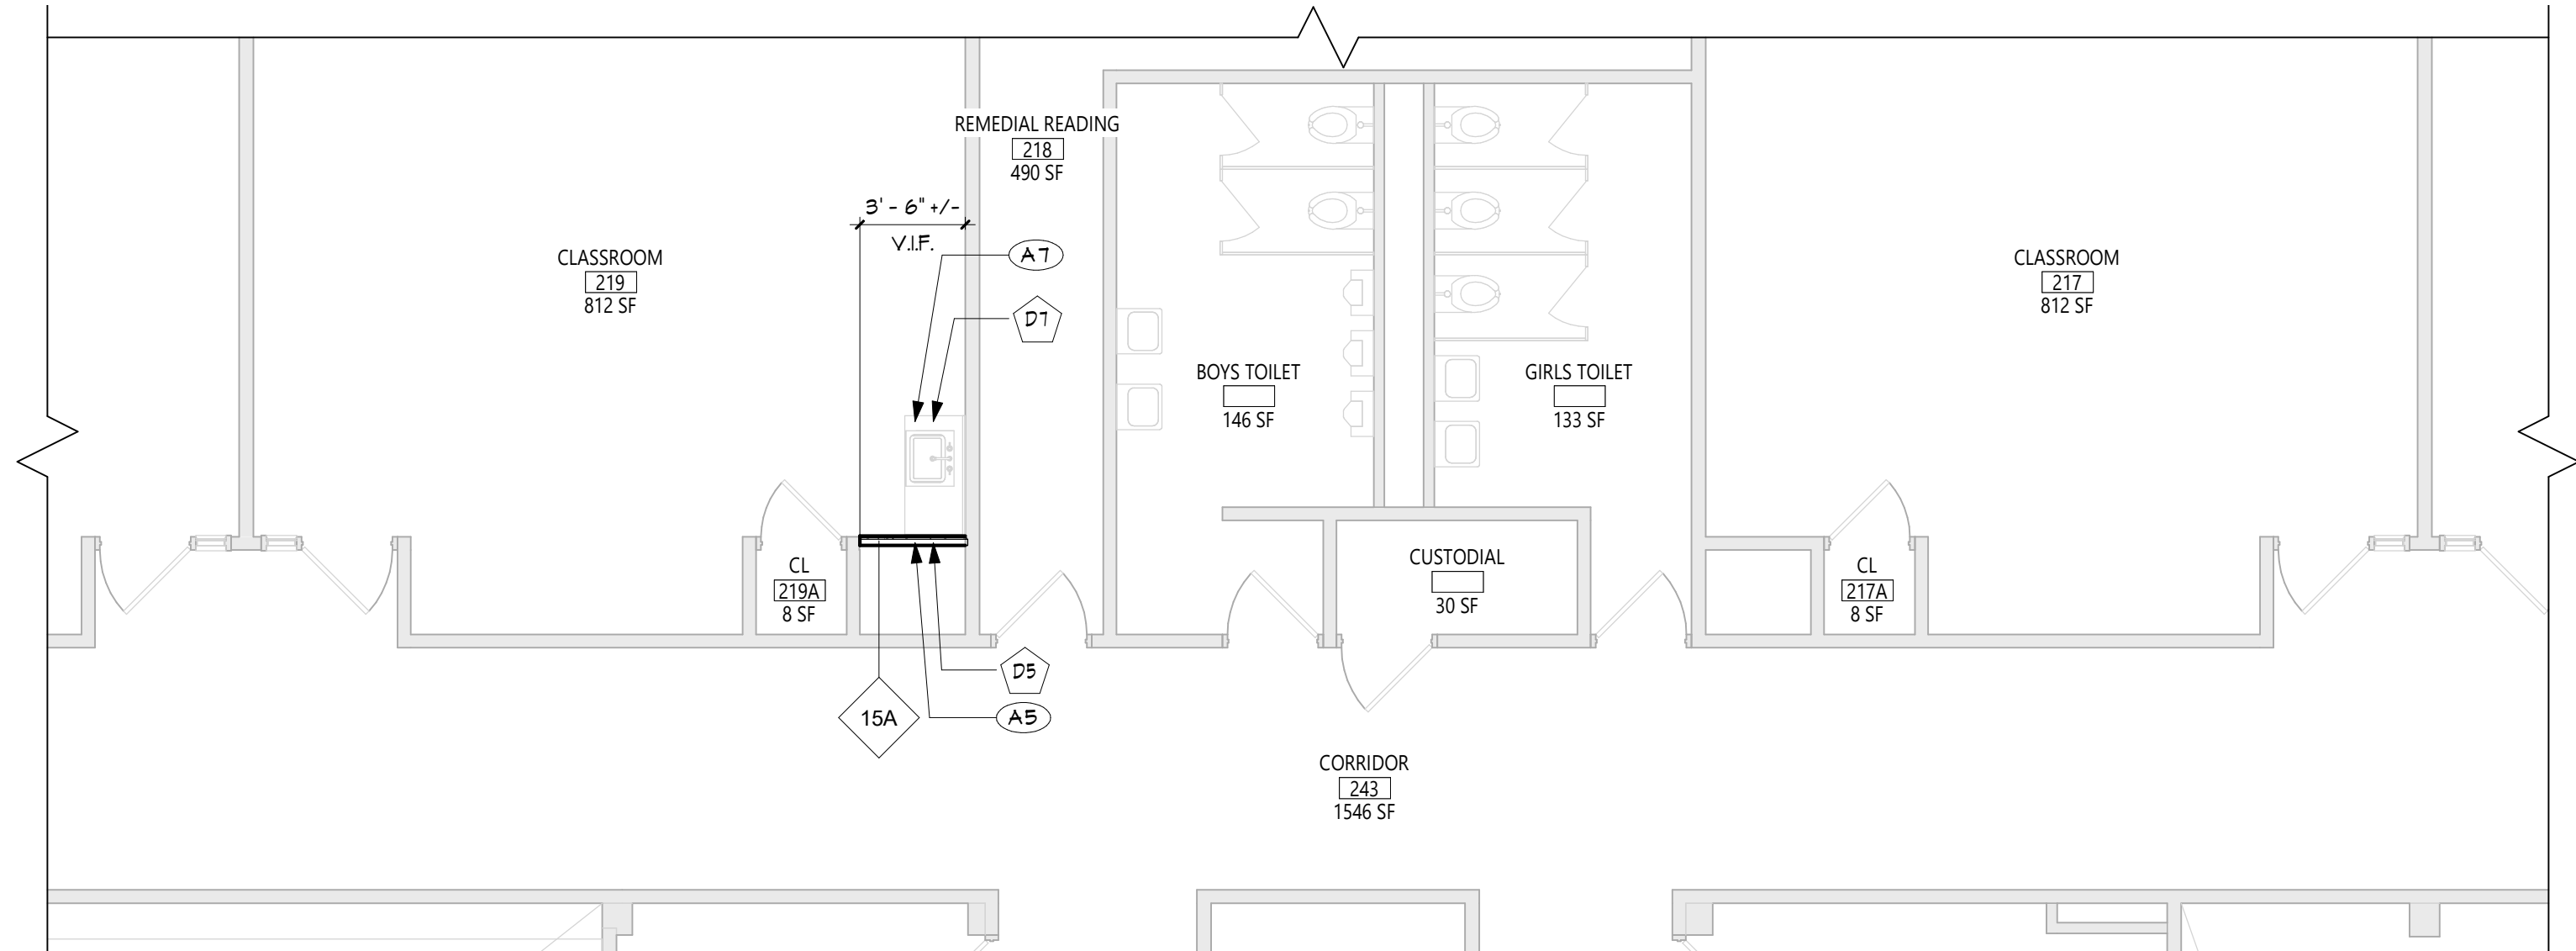 REMEDIAL READING
218
490 SF
3' - 6" +/-
V.I.F.
A7
D7
CLASSROOM
219
812 SF
CLASSROOM
217
812 SF
BOYS TOILET
146 SF
GIRLS TOILET
133 SF
CL
219A
8 SF
CUSTODIAL
30 SF
CL
217A
8 SF
D5
A5
15A
CORRIDOR
243
1546 SF